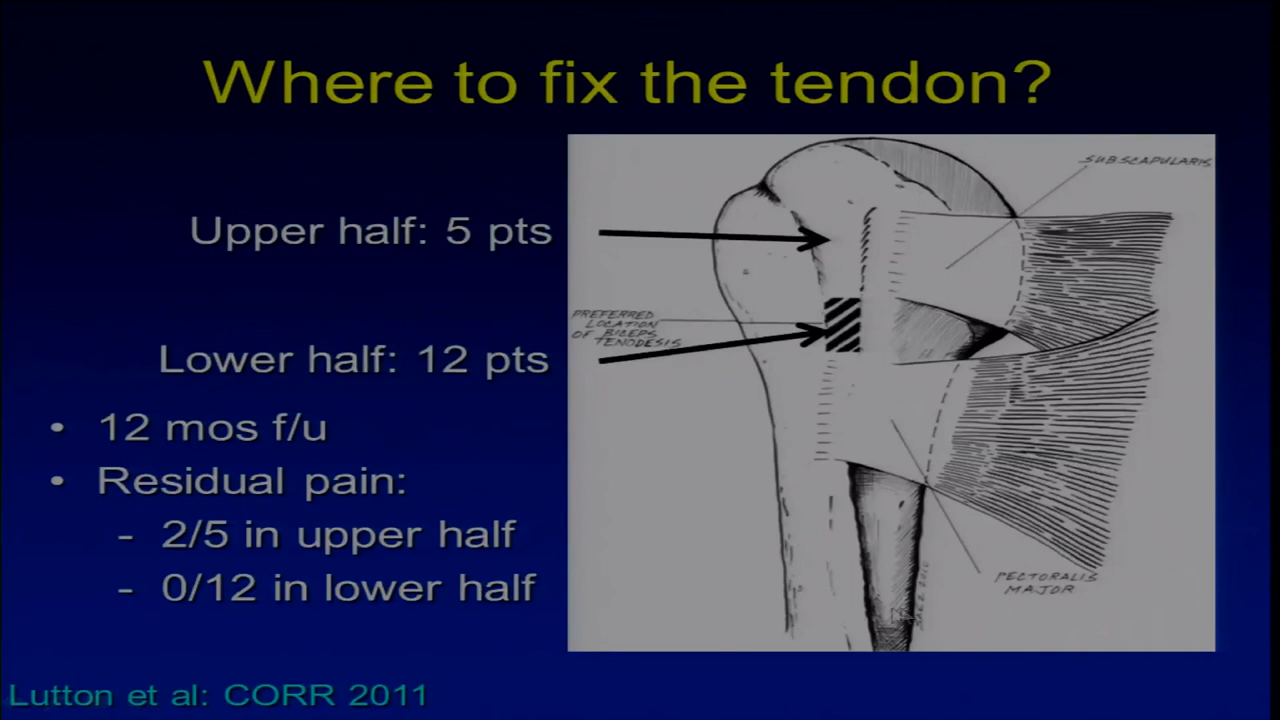 Where to fix the tendon?
SUBSCAPULARIS
Upper half: 5 pts
PREFERRED
LOCATION
OF BICEPS
TENODESIS
Lower half: 12 pts
• 12 mos f/u
• Residual pain:
- 2/5 in upper half
- 0/12 in lower half
PECTORALIS
MAJOR
Lutton et al: CORR 2011